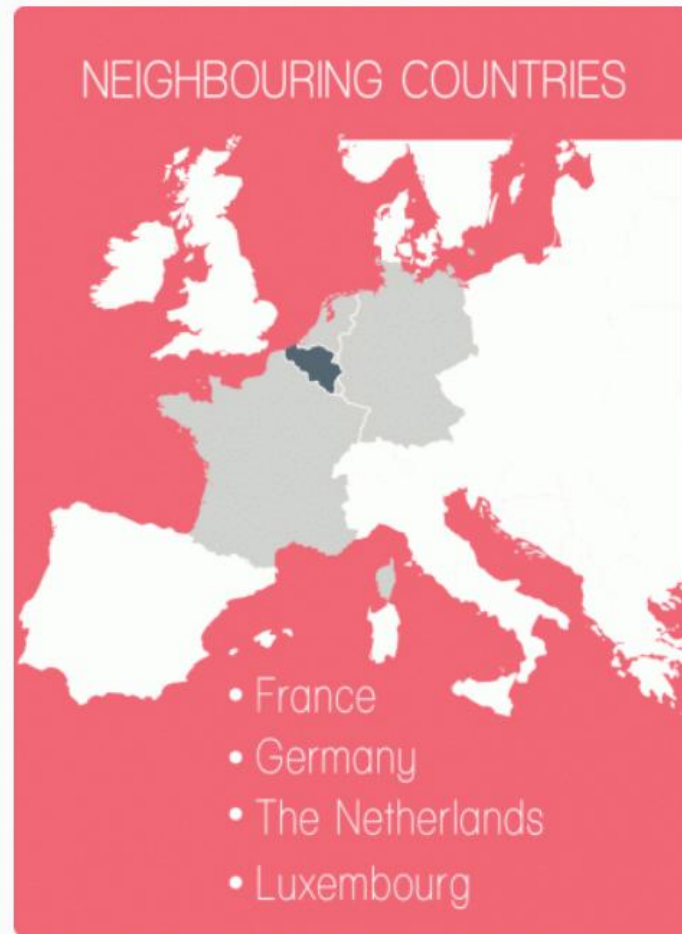 NEIGHBOURING COUNTRIES
• France
• Germany
• The Netherlands
• Luxembourg